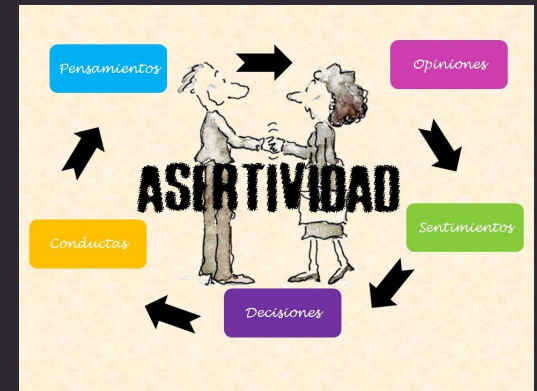 Pensamientos
Opiniones
ASERTIVIDAD
Sentimientos
Conductas
Decisiones